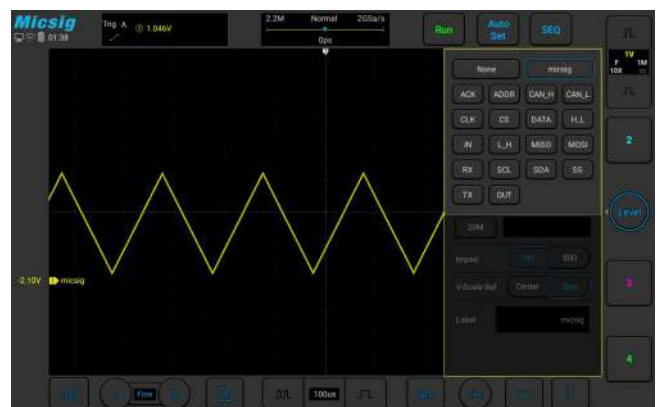 Micsig
Trig A 1.046V
2.2M Normal 2GSa/s
0ps
Run
Auto
Set
SEQ
01:38
1V
F 1M
10X
None micsig
ACK ADDR CAN_H CAN_L
CLK CS DATA H_L
IN L_H MISO MOSI
RX SCL SDA SS
TX OUT
2
Level
20M
Imped 50Ω
V-Scale Ref Center Zero
Label micsig
-2.10V micsig
3
4
Fine
100us